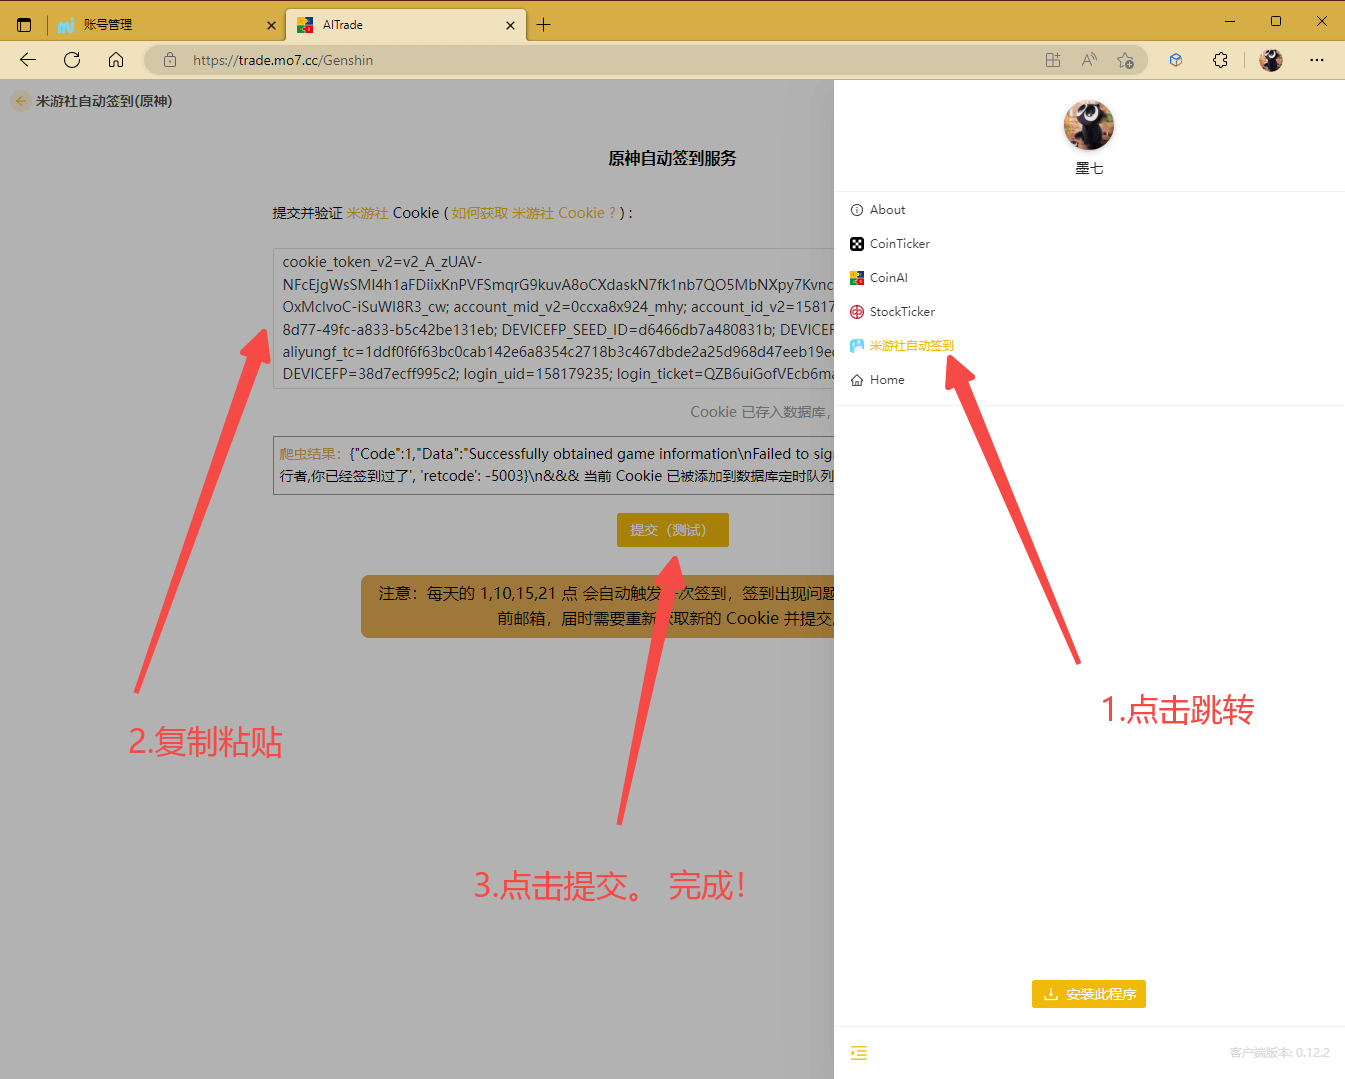 账号管理
AITrade
https://trade.mo7.cc/Genshin
米游社自动签到(原神)
原神自动签到服务
提交并验证 米游社 Cookie ( 如何获取 米游社 Cookie ? ) :
cookie_token_v2=v2_A_zUAV-
NFcEjgWsSMI4h1aFDiixKnPVFSmqrG9kuvA8oCXdaskN7fk1nb7QO5MbNXpy7Kvnc
OxMcIvoC-iSuWI8R3_cw; account_mid_v2=0ccxa8x924_mhy; account_id_v2=15817
8d77-49fc-a833-b5c42be131eb; DEVICEFP_SEED_ID=d6466db7a480831b; DEVICEF
aliyungf_tc=1ddf0f6f63bc0cab142e6a8354c2718b3c467dbde2a25d968d47eeb19e
DEVICEFP=38d7ecff995c2; login_uid=158179235; login_ticket=QZB6uiGofVEcb6m
Cookie 已存入数据库,
爬虫结果: {"Code":1,"Data":"Successfully obtained game information\nFailed to sig
行者,你已经签到过了', 'retcode': -5003}\n&&& 当前 Cookie 已被添加到数据库定时队列
提交（测试）
注意：每天的 1,10,15,21 点 会自动触发一次签到，签到出现问题
前邮箱，届时需要重新获取新的 Cookie 并提交
墨七
About
CoinTicker
CoinAI
StockTicker
米游社自动签到
Home
1.点击跳转
2.复制粘贴
3.点击提交。 完成！
安装此程序
客户端版本: 0.12.2